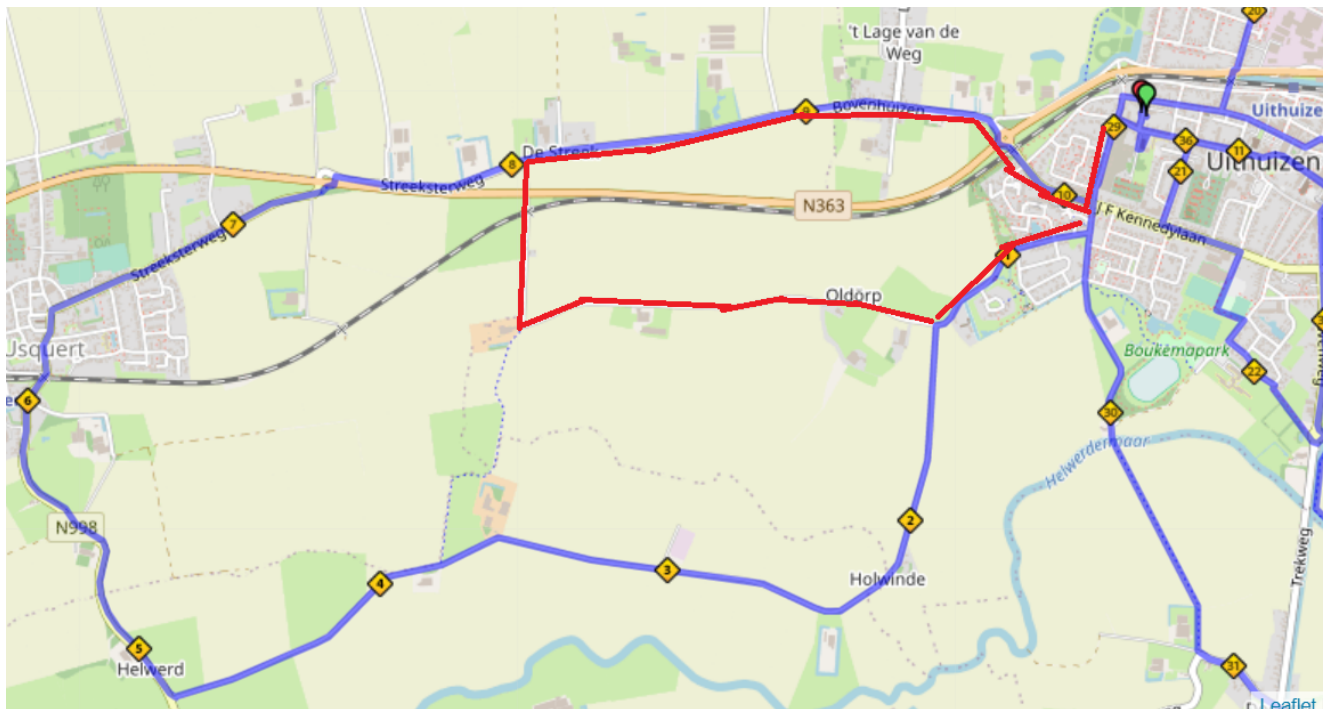 20
't Lage van de
Weg
9
Bovenhuizen
29
Uithuize
36
11
De Streek
8
Streeksterweg
Uithuizen
21
10
N363
J F Kennedylaan
7
Streeksterweg
1
Oldörp
Usquert
Boukemapark
22
6
30
Helwerdermaar
2
N998
3
Trekweg
4
Holwinde
5
Helwerd
31
Leaflet